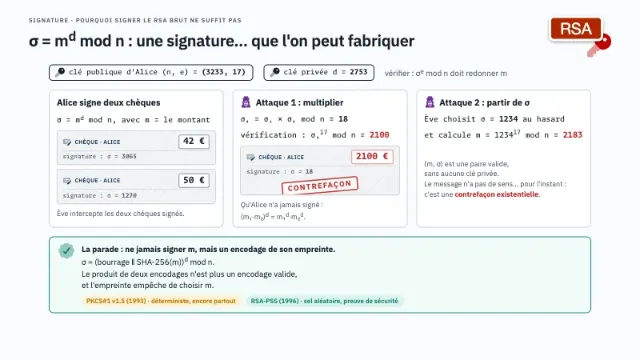 SIGNATURE · POURQUOI SIGNER LE RSA BRUT NE SUFFIT PAS
σ = mᵈ mod n : une signature... que l'on peut fabriquer
RSA
clé publique d'Alice (n, e) = (3233, 17)
clé privée d = 2753
vérifier : σᵉ mod n doit redonner m
Alice signe deux chèques
σ = mᵈ mod n, avec m = le montant
CHÈQUE · ALICE
42 €
signature : σ = 3065
CHÈQUE · ALICE
50 €
signature : σ = 1270
Ève intercepte les deux chèques signés.
Attaque 1 : multiplier
σ, = σ, × σ, mod n = 18
vérification : σ,¹⁷ mod n = 2100
CHÈQUE · ALICE
2100 €
signature : σ = 18
CONTREFAÇON
Qu'Alice n'a jamais signé :
(m₁·m₂)ᵈ = m₁ᵈ·m₂ᵈ.
Attaque 2 : partir de σ
Ève choisit σ = 1234 au hasard
et calcule m = 1234¹⁷ mod n = 2183
(m, σ) est une paire valide,
sans aucune clé privée.
Le message n'a pas de sens... pour l'instant :
c'est une contrefaçon existentielle.
La parade : ne jamais signer m, mais un encodage de son empreinte.
σ = (bourrage ‖ SHA-256(m))ᵈ mod n.
Le produit de deux encodages n'est plus un encodage valide,
et l'empreinte empêche de choisir m.
PKCS#1 v1.5 (1993) · déterministe, encore partout
RSA-PSS (1996) · sel aléatoire, preuve de sécurité